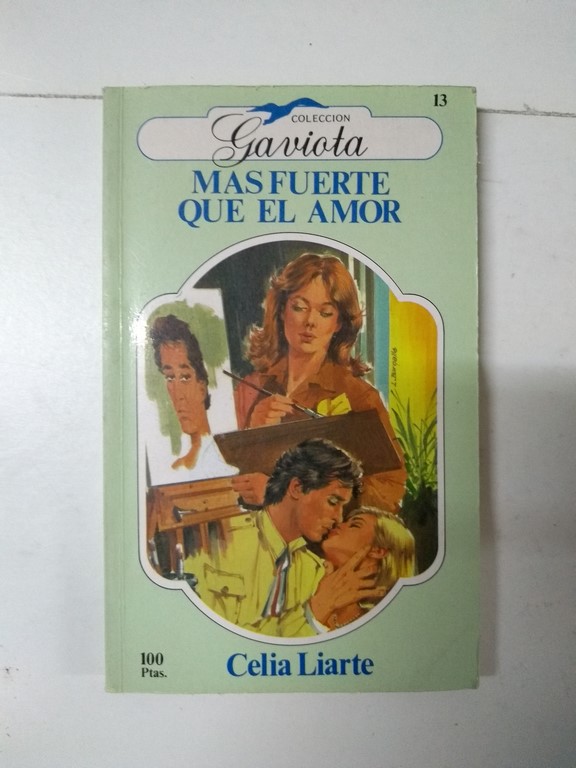 13
COLECCION
Gaviota
MAS FUERTE
QUE EL AMOR
100
Ptas.
Celia Liarte